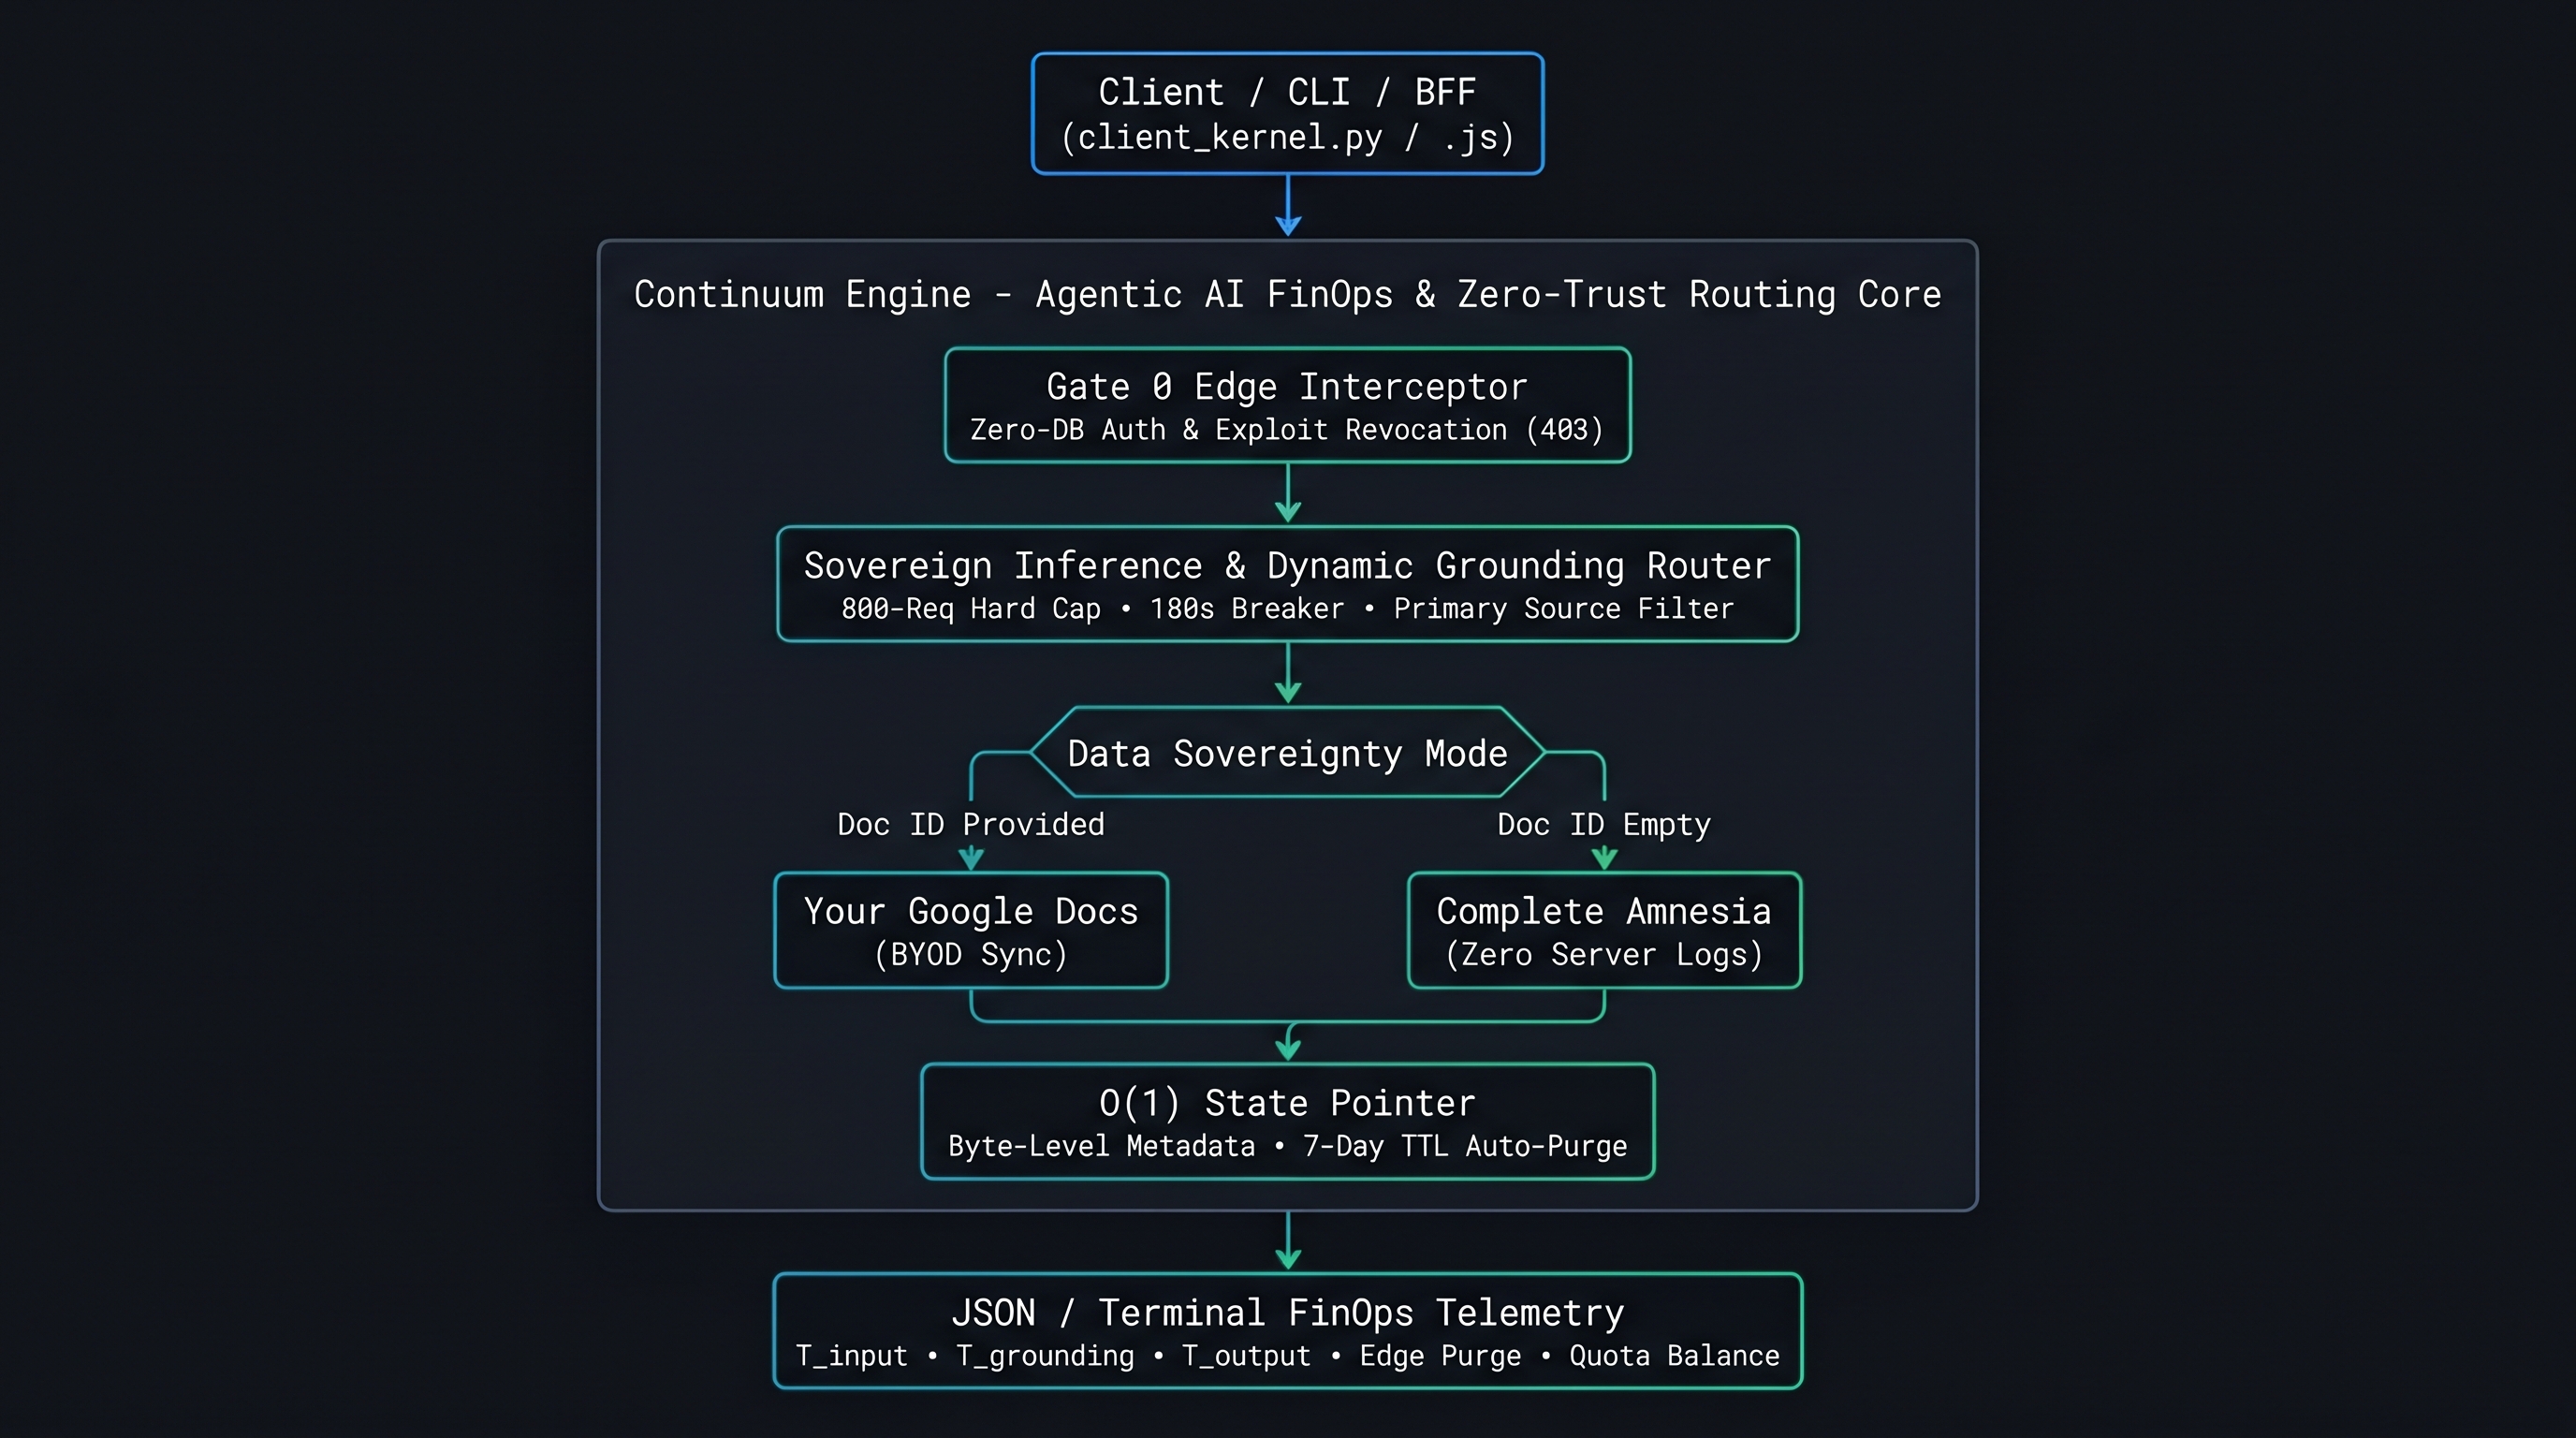 Client / CLI / BFF
(client_kernel.py / .js)
Continuum Engine - Agentic AI FinOps & Zero-Trust Routing Core
Gate 0 Edge Interceptor
Zero-DB Auth & Exploit Revocation (403)
Sovereign Inference & Dynamic Grounding Router
800-Req Hard Cap • 180s Breaker • Primary Source Filter
Data Sovereignty Mode
Doc ID Provided
Doc ID Empty
Your Google Docs
(BYOD Sync)
Complete Amnesia
(Zero Server Logs)
O(1) State Pointer
Byte-Level Metadata • 7-Day TTL Auto-Purge
JSON / Terminal FinOps Telemetry
T_input • T_grounding • T_output • Edge Purge • Quota Balance